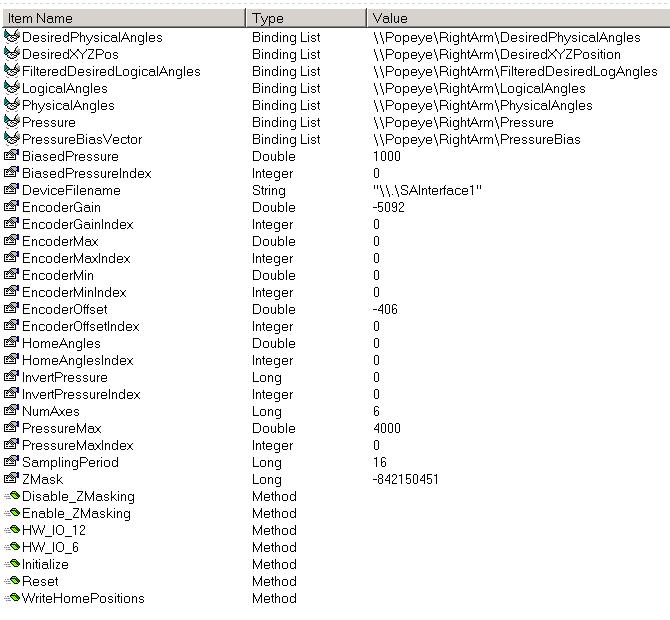 Item Name Type Value
DesiredPhysicalAngles Binding List \\Popeye\RightArm\DesiredPhysicalAngles
DesiredXYZPos Binding List \\Popeye\RightArm\DesiredXYZPosition
FilteredDesiredLogicalAngles Binding List \\Popeye\RightArm\FilteredDesiredLogAngles
LogicalAngles Binding List \\Popeye\RightArm\LogicalAngles
PhysicalAngles Binding List \\Popeye\RightArm\PhysicalAngles
Pressure Binding List \\Popeye\RightArm\Pressure
PressureBiasVector Binding List \\Popeye\RightArm\PressureBias
BiasedPressure Double 1000
BiasedPressureIndex Integer 0
DeviceFilename String "\\.\SAInterface1"
EncoderGain Double -5092
EncoderGainIndex Integer 0
EncoderMax Double 0
EncoderMaxIndex Integer 0
EncoderMin Double 0
EncoderMinIndex Integer 0
EncoderOffset Double -406
EncoderOffsetIndex Integer 0
HomeAngles Double 0
HomeAnglesIndex Integer 0
InvertPressure Long 0
InvertPressureIndex Integer 0
NumAxes Long 6
PressureMax Double 4000
PressureMaxIndex Integer 0
SamplingPeriod Long 16
ZMask Long -842150451
Disable_ZMasking Method
Enable_ZMasking Method
HW_IO_12 Method
HW_IO_6 Method
Initialize Method
Reset Method
WriteHomePositions Method